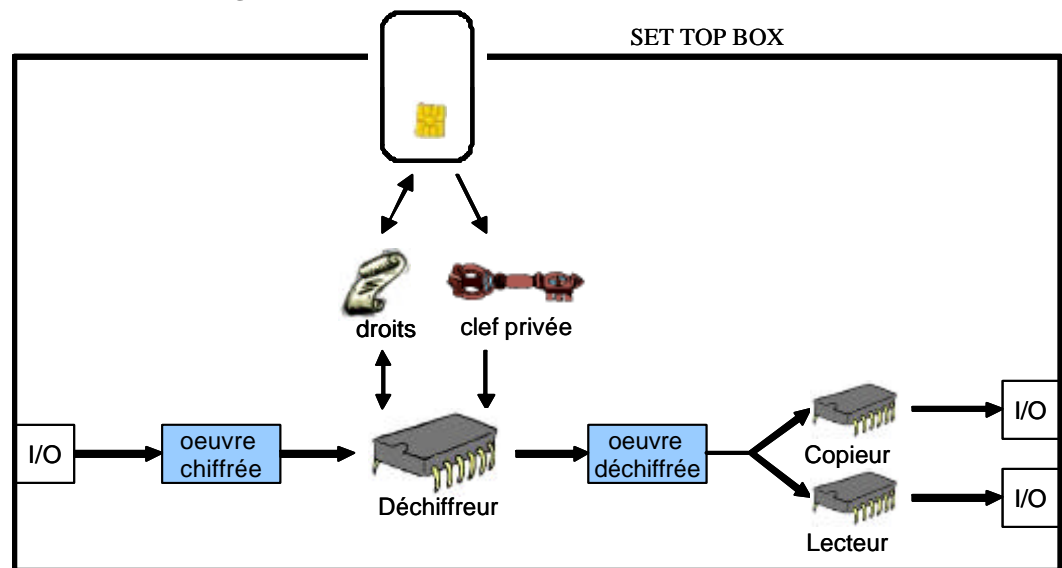 SET TOP BOX
droits
clef privée
I/O
oeuvre
chiffrée
Déchiffreur
oeuvre
déchiffrée
Copieur
I/O
Lecteur
I/O